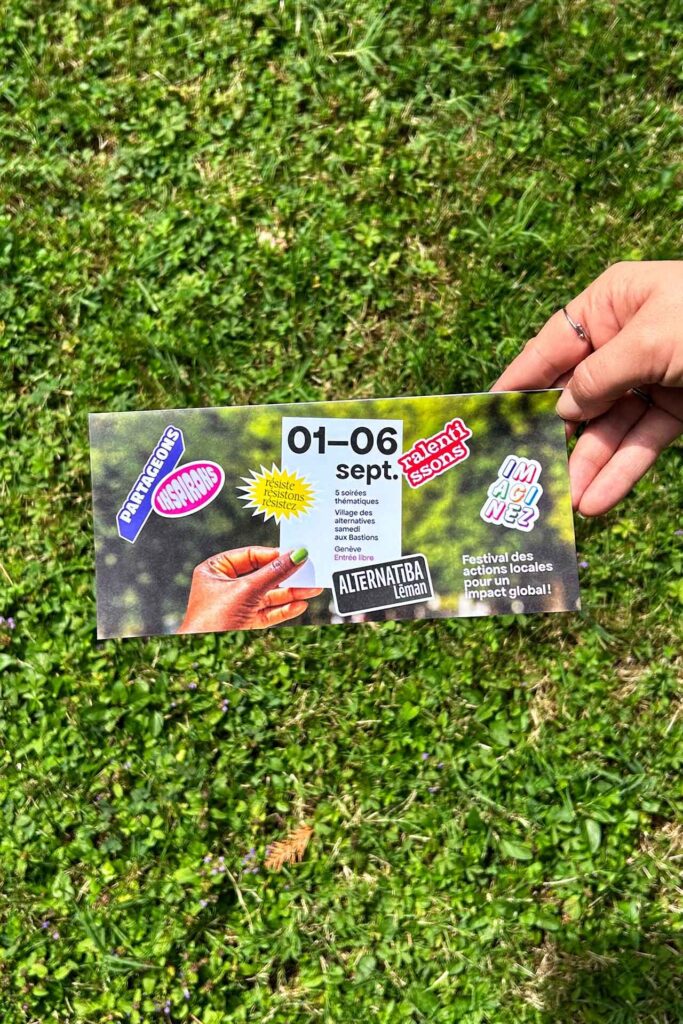 PARTAGEONS
INSPIRONS
résiste
résistons
résistez
01–06
sept.
5 soirées
thématiques
Village des
alternatives
samedi
aux Bastions
Genève
Entrée libre
ALTERNATIBA
Léman
ralenti
ssons
IM
AGI
NEZ
Festival des
actions locales
pour un
impact global !